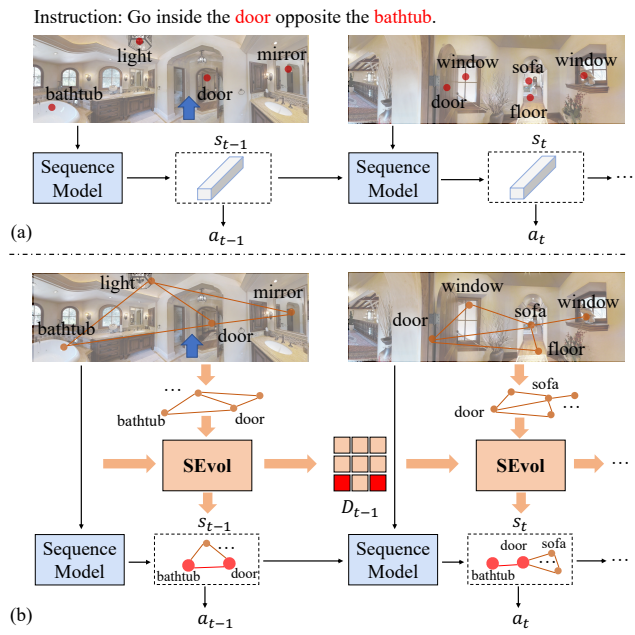 Instruction: Go inside the door opposite the bathtub.
light
mirror
bathtub
door
window
sofa
window
door
floor
s_{t-1}
s_t
Sequence
Model
Sequence
Model
...
a_{t-1}
a_t
(a)
light
mirror
bathtub
door
window
sofa
window
door
floor
...
bathtub
door
sofa
door
...
SEvol
D_{t-1}
SEvol
...
s_{t-1}
s_t
Sequence
Model
...
bathtub
door
Sequence
Model
door
sofa
...
bathtub
...
a_{t-1}
a_t
(b)